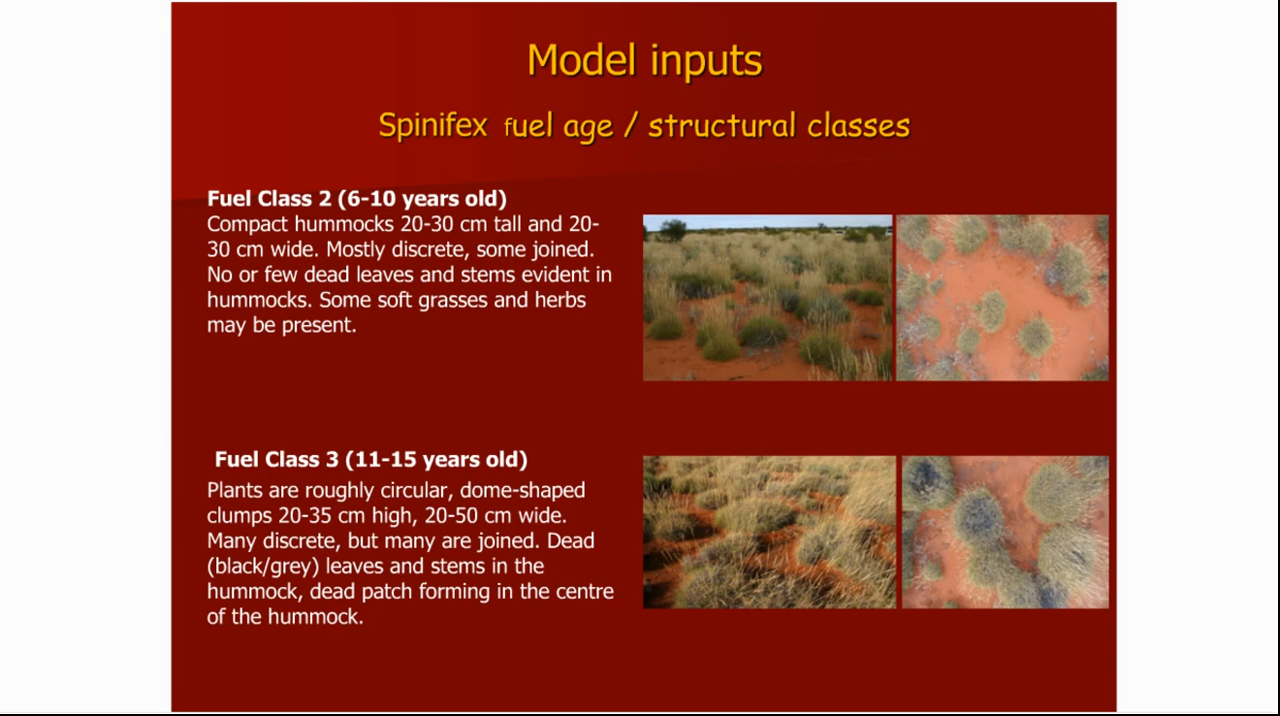 Model inputs
Spinifex fuel age / structural classes
Fuel Class 2 (6-10 years old)
Compact hummocks 20-30 cm tall and 20-
30 cm wide. Mostly discrete, some joined.
No or few dead leaves and stems evident in
hummocks. Some soft grasses and herbs
may be present.
Fuel Class 3 (11-15 years old)
Plants are roughly circular, dome-shaped
clumps 20-35 cm high, 20-50 cm wide.
Many discrete, but many are joined. Dead
(black/grey) leaves and stems in the
hummock, dead patch forming in the centre
of the hummock.